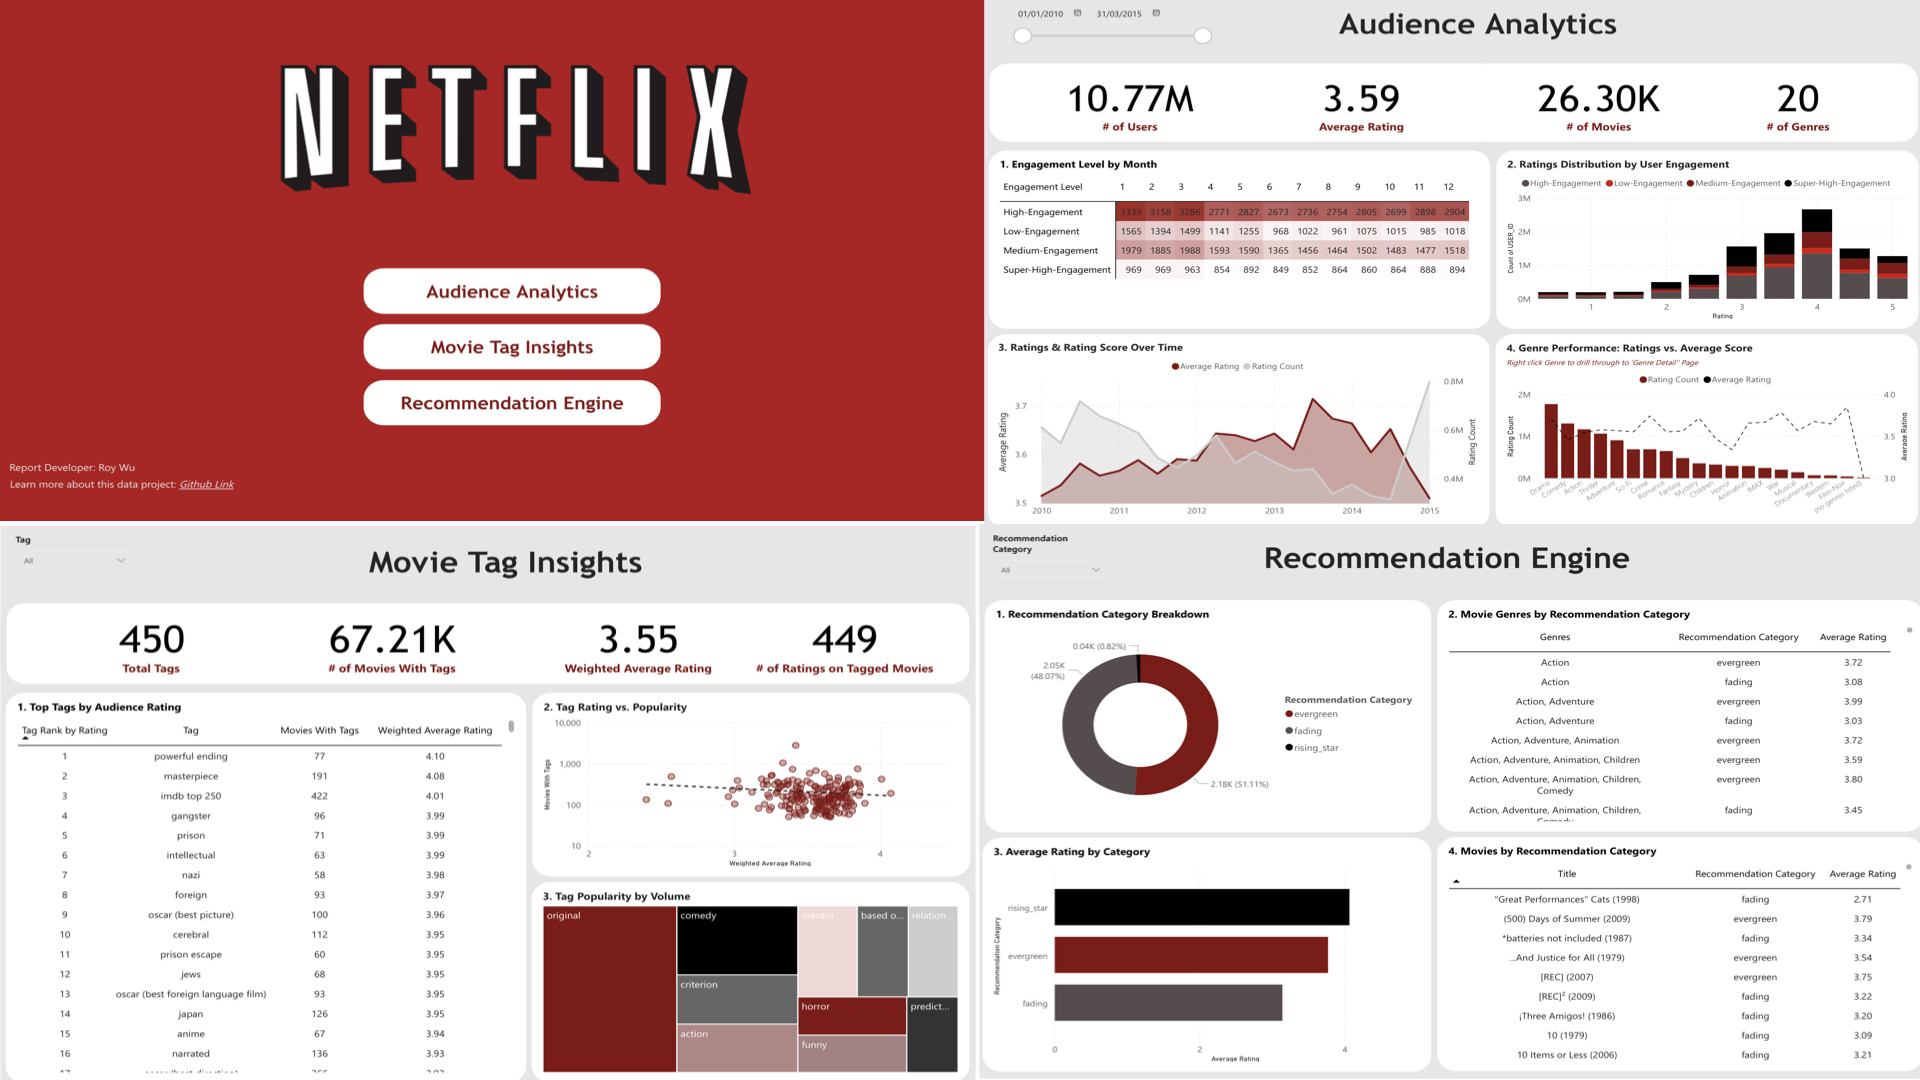 NETFLIX
Audience Analytics
Movie Tag Insights
Recommendation Engine
Report Developer: Roy Wu
Learn more about this data project: Github Link
01/01/2010 31/03/2015
Audience Analytics
10.77M 3.59 26.30K 20
# of Users Average Rating # of Movies # of Genres
1. Engagement Level by Month
Engagement Level 1 2 3 4 5 6 7 8 9 10 11 12
High-Engagement 3339 3158 3286 2771 2827 2673 2736 2754 2805 2699 2898 2904
Low-Engagement 1565 1394 1499 1141 1255 968 1022 961 1075 1015 985 1018
Medium-Engagement 1979 1885 1988 1593 1590 1365 1456 1464 1502 1483 1477 1518
Super-High-Engagement 969 969 963 854 892 849 852 864 860 864 888 894
2. Ratings Distribution by User Engagement
High-Engagement Low-Engagement Medium-Engagement Super-High-Engagement
Count of USER_ID
3M
2M
1M
0M
1 2 3 4 5
Rating
3. Ratings & Rating Score Over Time
Average Rating Rating Count
Average Rating
3.7
3.6
3.5
0.8M
0.6M
0.4M
Rating Count
2010 2011 2012 2013 2014 2015
4. Genre Performance: Ratings vs. Average Score
Right click Genre to drill through to 'Genre Detail" Page
Rating Count Average Rating
Rating Count
2M
1M
0M
4.0
3.5
3.0
Average Rating
Drama Comedy Action Thriller Adventure Sci-Fi Crime Romance Fantasy Mystery Children Horror Animation IMAX War Musical Documentary Western Film-Noir (no genres listed)
Tag
All
Movie Tag Insights
450 67.21K 3.55 449
Total Tags # of Movies With Tags Weighted Average Rating # of Ratings on Tagged Movies
1. Top Tags by Audience Rating
Tag Rank by Rating Tag Movies With Tags Weighted Average Rating
1 powerful ending 77 4.10
2 masterpiece 191 4.08
3 imdb top 250 422 4.01
4 gangster 96 3.99
5 prison 71 3.99
6 intellectual 63 3.99
7 nazi 58 3.98
8 foreign 93 3.97
9 oscar (best picture) 100 3.96
10 cerebral 112 3.95
11 prison escape 60 3.95
12 jews 68 3.95
13 oscar (best foreign language film) 93 3.95
14 japan 126 3.95
15 anime 67 3.94
16 narrated 136 3.93
2. Tag Rating vs. Popularity
Movies With Tags
10,000
1,000
100
10
2 3 4
Weighted Average Rating
3. Tag Popularity by Volume
original comedy mentor based o... relation...
criterion
horror predict...
action
funny
Recommendation
Category
All
Recommendation Engine
1. Recommendation Category Breakdown
0.04K (0.82%)
2.05K
(48.07%)
2.18K (51.11%)
Recommendation Category
evergreen
fading
rising_star
2. Movie Genres by Recommendation Category
Genres Recommendation Category Average Rating
Action evergreen 3.72
Action fading 3.08
Action, Adventure evergreen 3.99
Action, Adventure fading 3.03
Action, Adventure, Animation evergreen 3.72
Action, Adventure, Animation, Children evergreen 3.59
Action, Adventure, Animation, Children, evergreen 3.80
Comedy
Action, Adventure, Animation, Children, fading 3.45
3. Average Rating by Category
Recommendation Category
rising_star
evergreen
fading
0 2 4
Average Rating
4. Movies by Recommendation Category
Title Recommendation Category Average Rating
"Great Performances" Cats (1998) fading 2.71
(500) Days of Summer (2009) evergreen 3.79
*batteries not included (1987) fading 3.34
...And Justice for All (1979) evergreen 3.54
[REC] (2007) evergreen 3.75
[REC]² (2009) fading 3.22
¡Three Amigos! (1986) fading 3.20
10 (1979) fading 3.09
10 Items or Less (2006) fading 3.21